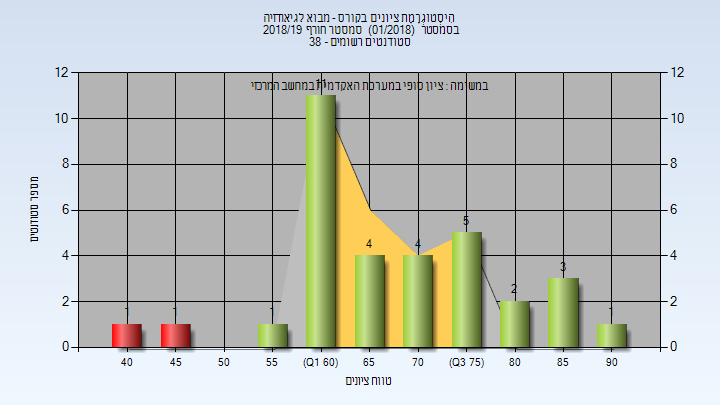 היסטוגרמת ציונים בקורס - מבוא לגיאודזיה
בסמסטר (01/2018) סמסטר חורף 2018/19
סטודנטים רשומים - 38
במשימה : ציון סופי במערכת האקדמית במחשב המרכזי
מספר סטודנטים
12 12
10 10
8 8
6 6
4 4
2 2
0 0
1 1 1 11 4 4 5 2 3 1
40 45 50 55 (Q1 60) 65 70 (Q3 75) 80 85 90
טווח ציונים